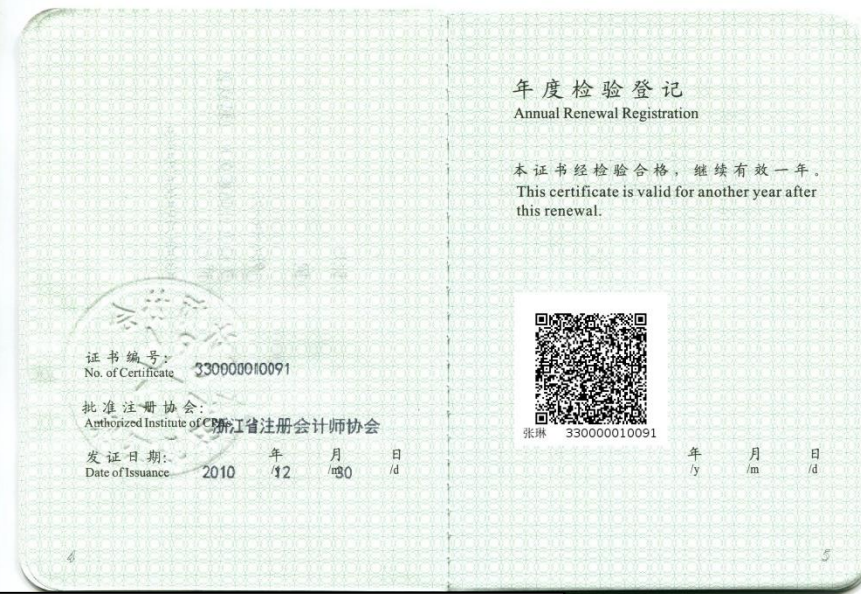 证书编号:
No. of Certificate 330000010091
批准注册协会:
Authorized Institute of CPAs 浙江省注册会计师协会
发证日期: 年 月 日
Date of Issuance 2010 /y 12 /m 30 /d
4
年度检验登记
Annual Renewal Registration
本证书经检验合格，继续有效一年。
This certificate is valid for another year after
this renewal.
张琳 330000010091
年 月 日
/y /m /d
5